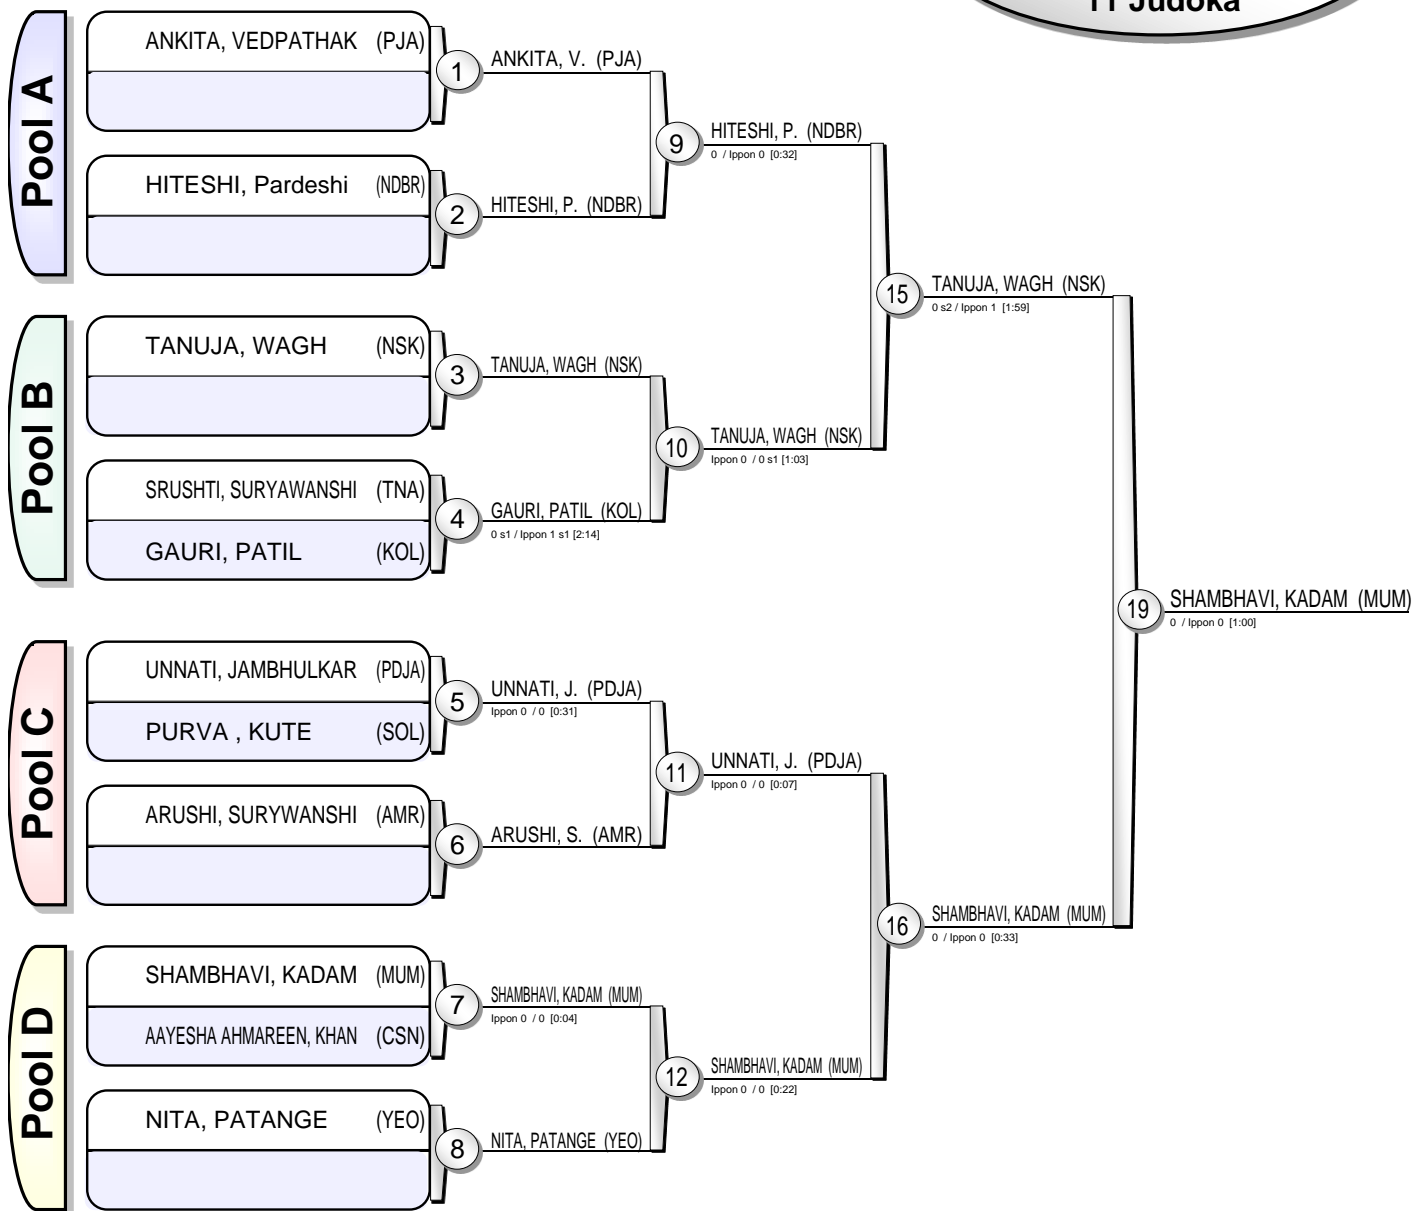 11 Judoka
Pool A
ANKITA, VEDPATHAK (PJA)
1
ANKITA, V. (PJA)
HITESHI, Pardeshi (NDBR)
2
HITESHI, P. (NDBR)
9
HITESHI, P. (NDBR)
0 / Ippon 0 [0:32]
Pool B
TANUJA, WAGH (NSK)
3
TANUJA, WAGH (NSK)
SRUSHTI, SURYAWANSHI (TNA)
GAURI, PATIL (KOL)
4
GAURI, PATIL (KOL)
0 s1 / Ippon 1 s1 [2:14]
10
TANUJA, WAGH (NSK)
Ippon 0 / 0 s1 [1:03]
15
TANUJA, WAGH (NSK)
0 s2 / Ippon 1 [1:59]
Pool C
UNNATI, JAMBHULKAR (PDJA)
PURVA , KUTE (SOL)
5
UNNATI, J. (PDJA)
Ippon 0 / 0 [0:31]
ARUSHI, SURYWANSHI (AMR)
6
ARUSHI, S. (AMR)
11
UNNATI, J. (PDJA)
Ippon 0 / 0 [0:07]
Pool D
SHAMBHAVI, KADAM (MUM)
AAYESHA AHMAREEN, KHAN (CSN)
7
SHAMBHAVI, KADAM (MUM)
Ippon 0 / 0 [0:04]
NITA, PATANGE (YEO)
8
NITA, PATANGE (YEO)
12
SHAMBHAVI, KADAM (MUM)
Ippon 0 / 0 [0:22]
16
SHAMBHAVI, KADAM (MUM)
0 / Ippon 0 [0:33]
19
SHAMBHAVI, KADAM (MUM)
0 / Ippon 0 [1:00]